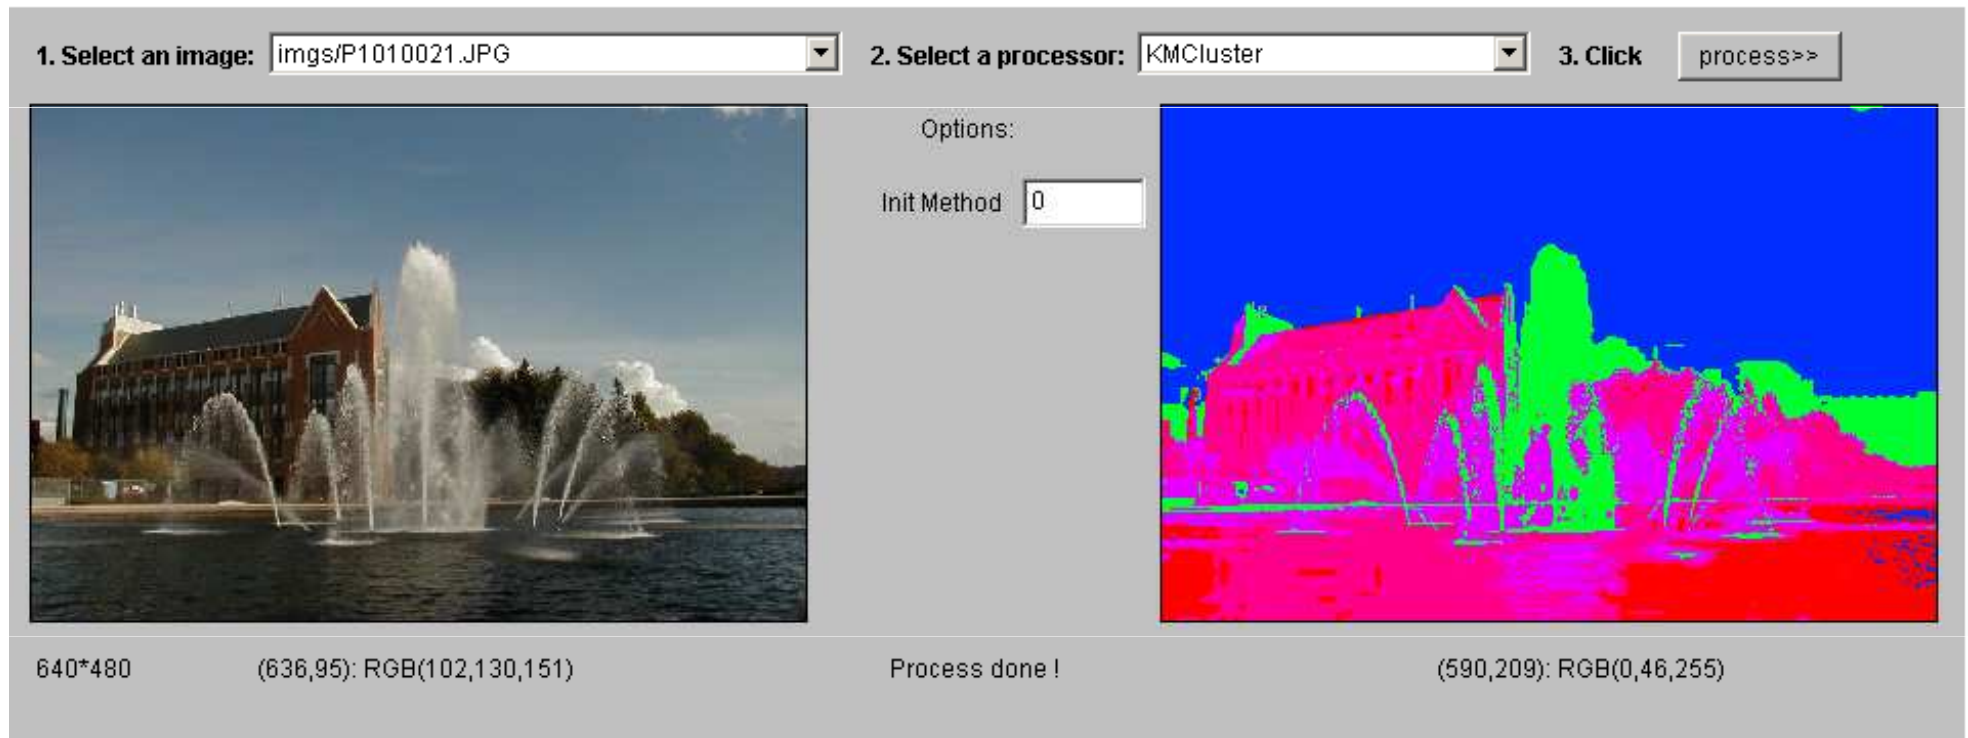 1. Select an image: imgs/P1010021.JPG 2. Select a processor: KMCluster 3. Click process>>
Options:
Init Method 0
640*480 (636,95): RGB(102,130,151) Process done ! (590,209): RGB(0,46,255)